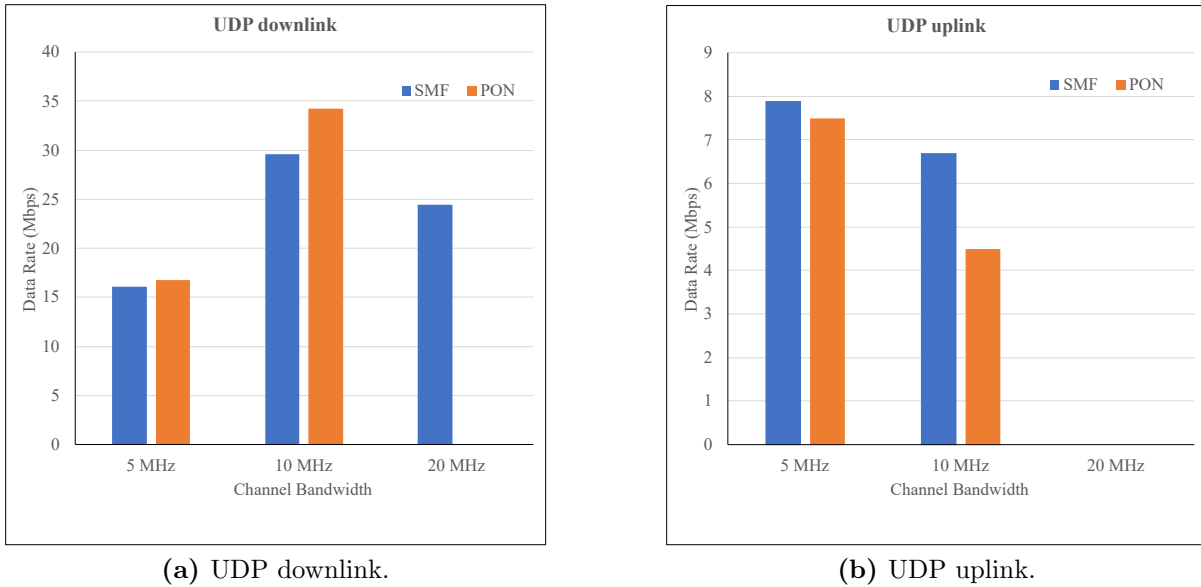 UDP downlink
40
35
30
25
20
15
10
5
0
Data Rate (Mbps)
SMF PON
5 MHz 10 MHz 20 MHz
Channel Bandwidth
(a) UDP downlink.
UDP uplink
9
8
7
6
5
4
3
2
1
0
Data Rate (Mbps)
SMF PON
5 MHz 10 MHz 20 MHz
Channel Bandwidth
(b) UDP uplink.